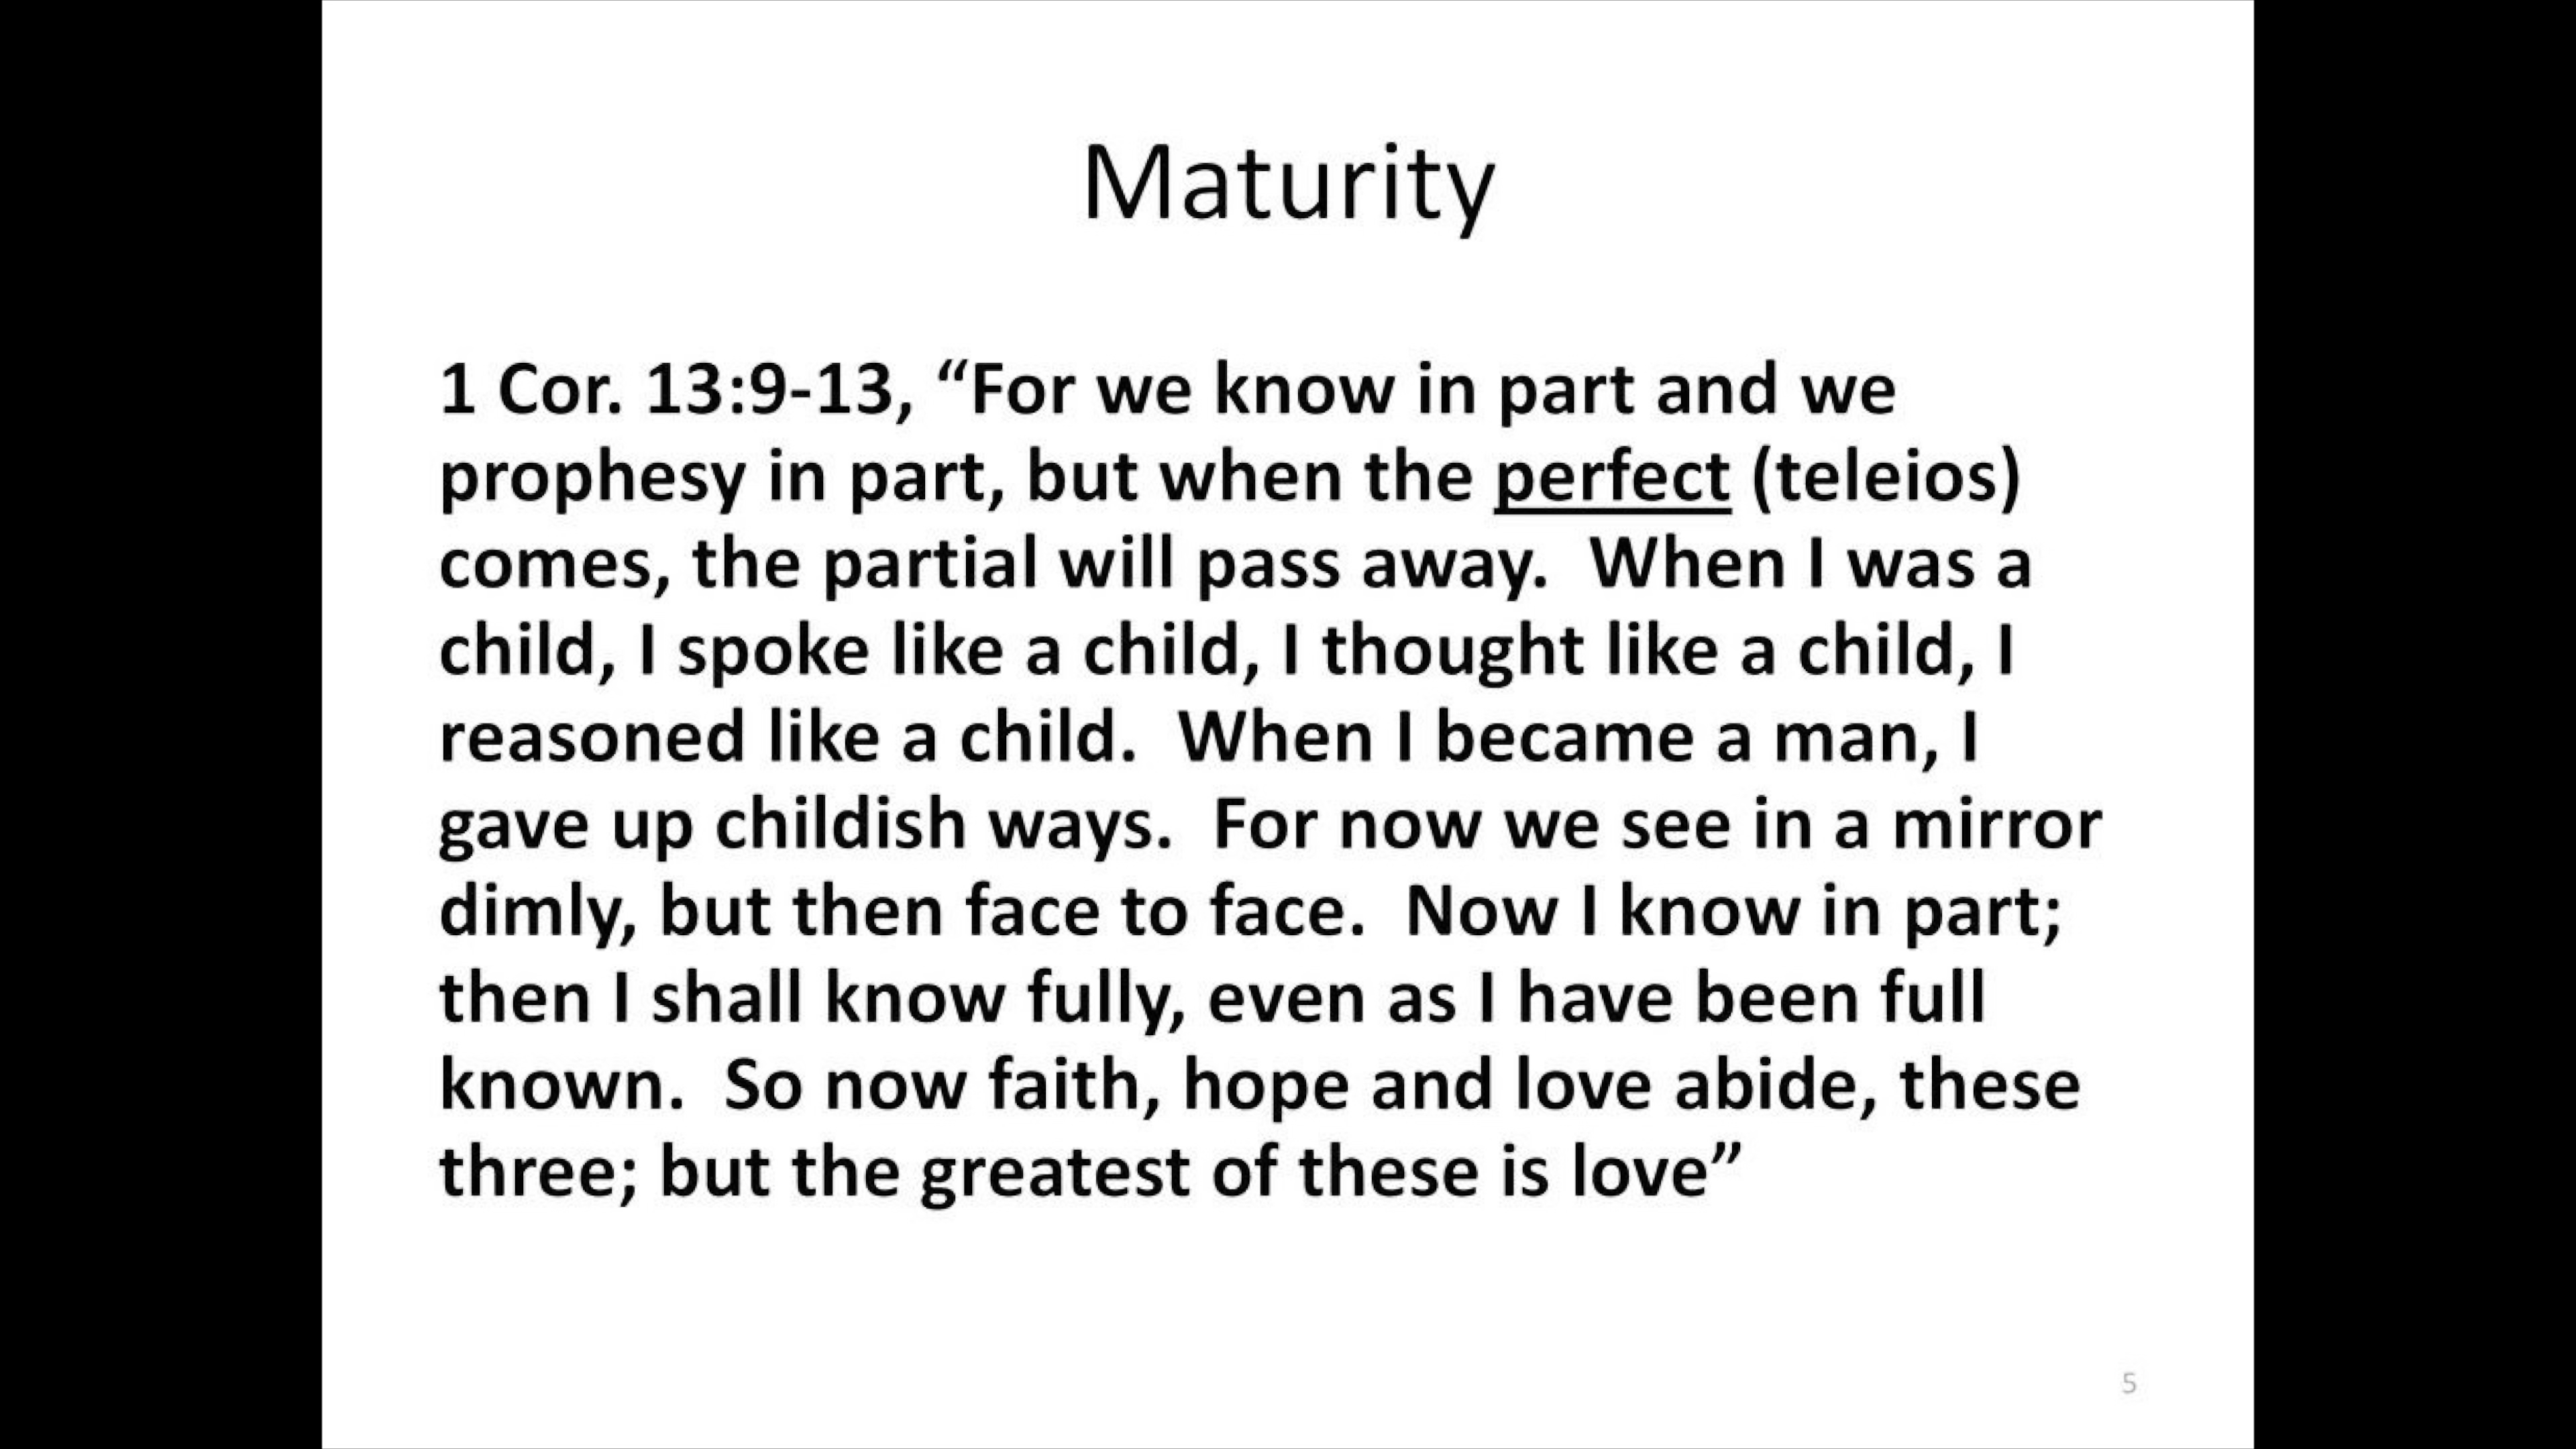 Maturity
1 Cor. 13:9-13, “For we know in part and we
prophesy in part, but when the perfect (teleios)
comes, the partial will pass away.  When I was a
child, I spoke like a child, I thought like a child, I
reasoned like a child.  When I became a man, I
gave up childish ways.  For now we see in a mirror
dimly, but then face to face.  Now I know in part;
then I shall know fully, even as I have been full
known.  So now faith, hope and love abide, these
three; but the greatest of these is love”
5